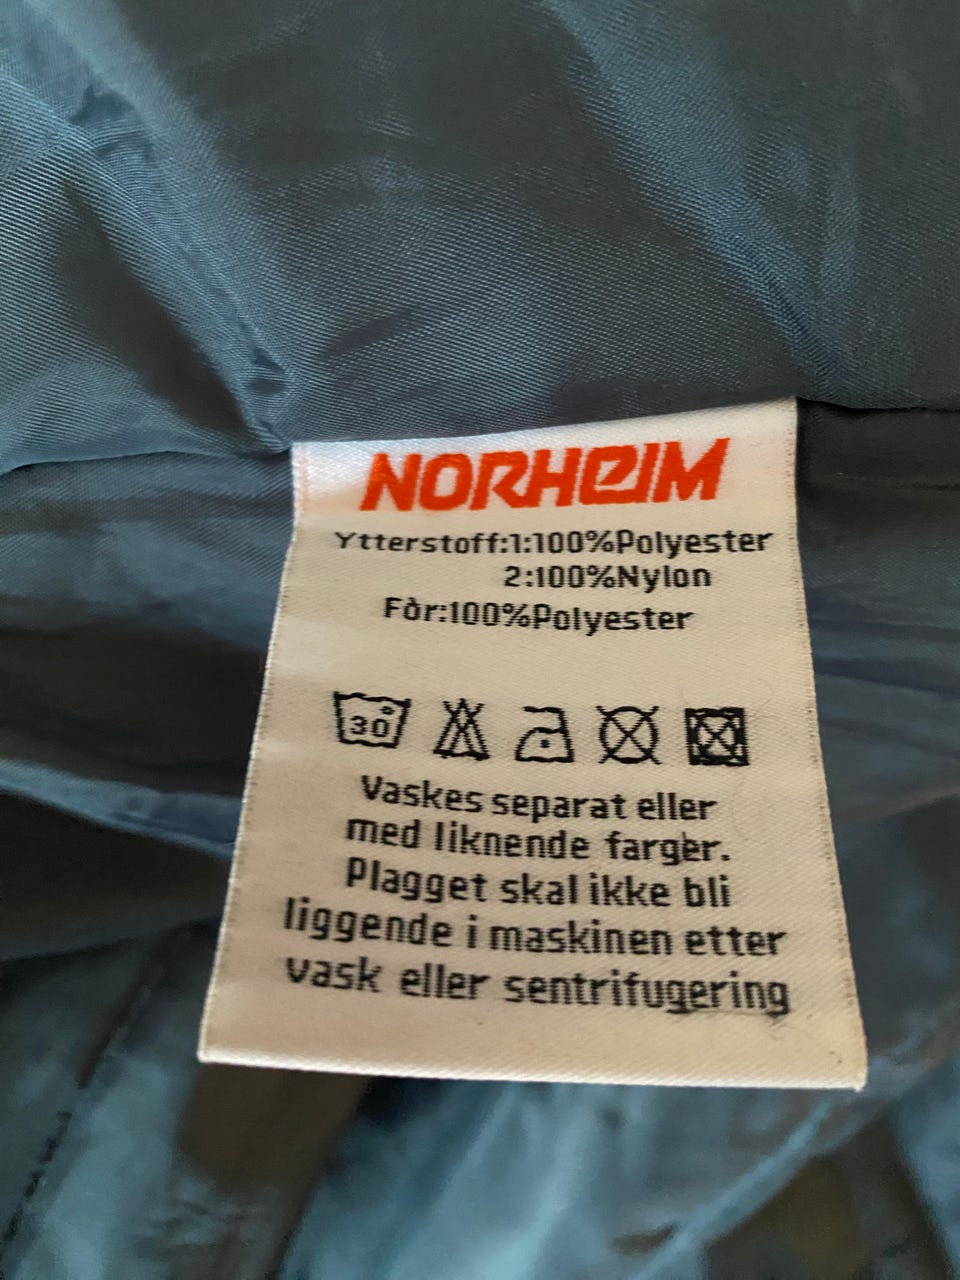 NORHEIM
Ytterstoff:1:100%Polyester
2:100%Nylon
Fòr:100%Polyester
30°
Vaskes separat eller
med liknende farger.
Plagget skal ikke bli
liggende i maskinen etter
vask eller sentrifugering